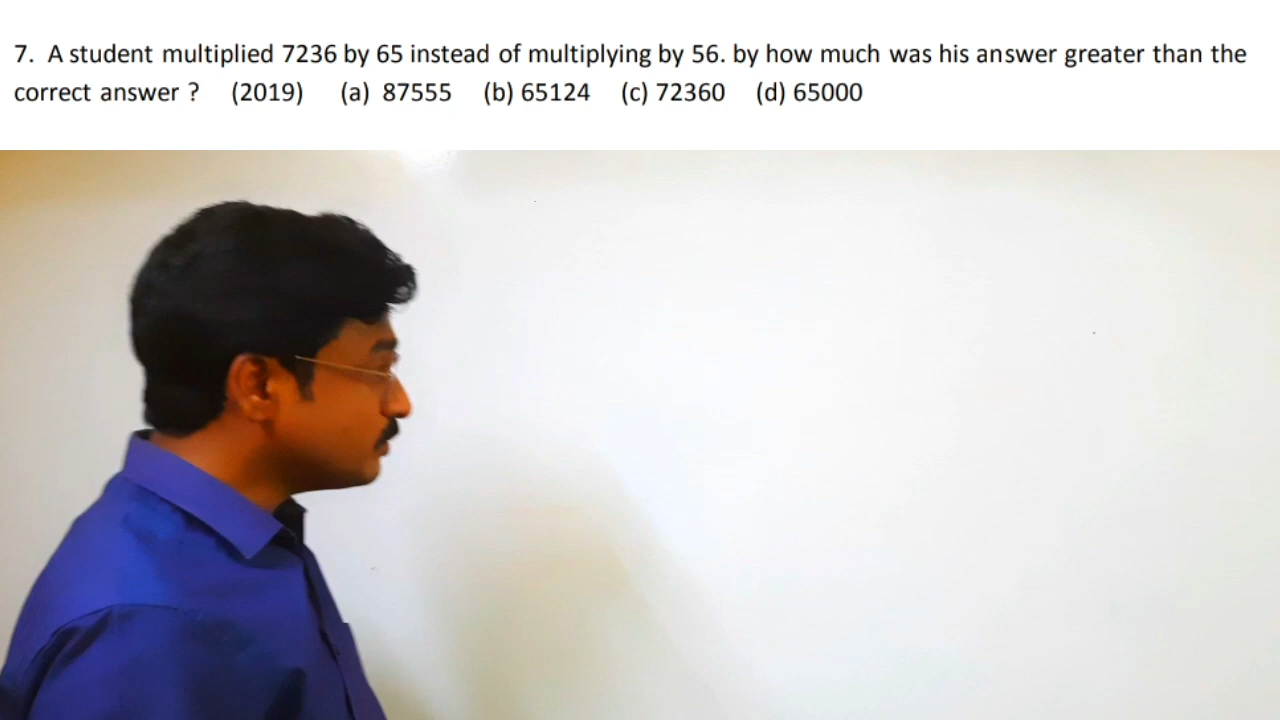 7. A student multiplied 7236 by 65 instead of multiplying by 56. by how much was his answer greater than the
correct answer ? (2019) (a) 87555 (b) 65124 (c) 72360 (d) 65000